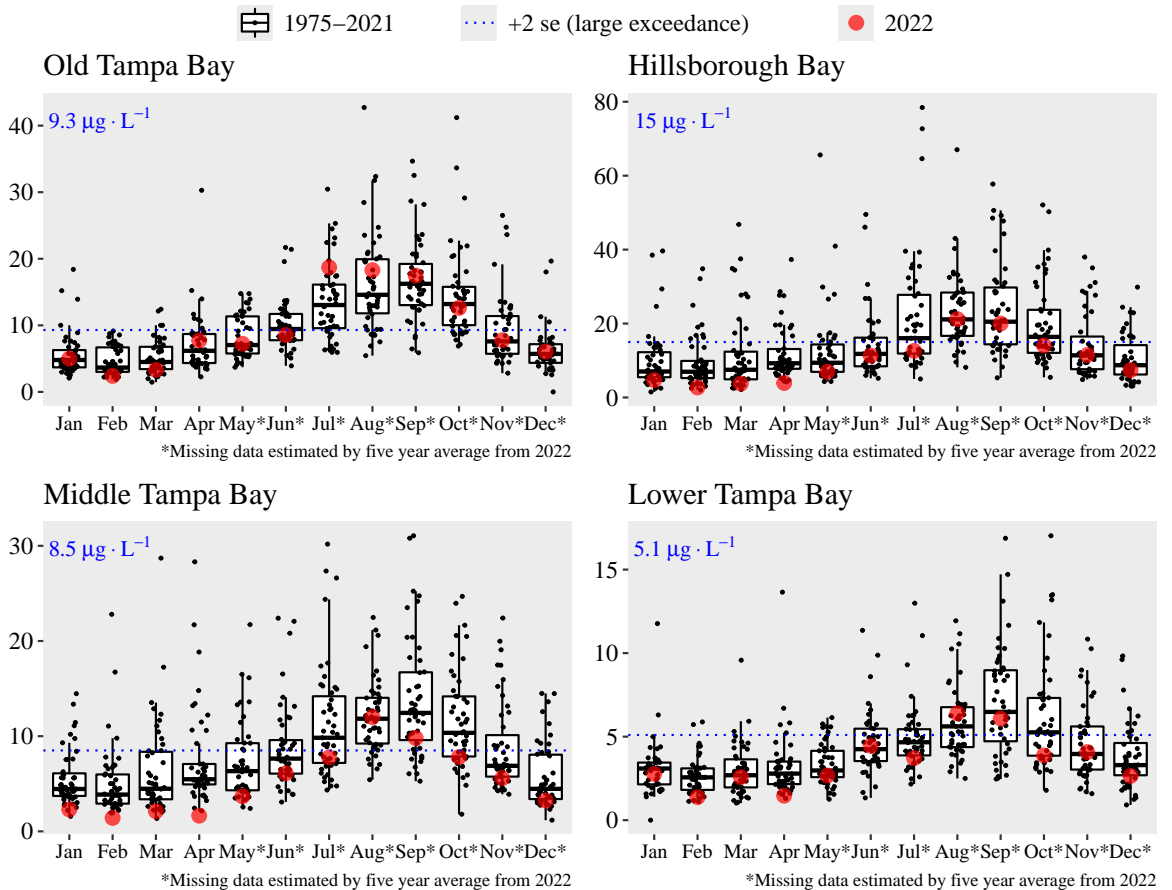 1975–2021 +2 se (large exceedance) 2022
Old Tampa Bay
9.3 μg · L⁻¹
40
30
20
10
0
Jan Feb Mar Apr May* Jun* Jul* Aug* Sep* Oct* Nov* Dec*
*Missing data estimated by five year average from 2022
Hillsborough Bay
15 μg · L⁻¹
80
60
40
20
0
Jan Feb Mar Apr May* Jun* Jul* Aug* Sep* Oct* Nov* Dec*
*Missing data estimated by five year average from 2022
Middle Tampa Bay
8.5 μg · L⁻¹
30
20
10
0
Jan Feb Mar Apr May* Jun* Jul* Aug* Sep* Oct* Nov* Dec*
*Missing data estimated by five year average from 2022
Lower Tampa Bay
5.1 μg · L⁻¹
15
10
5
0
Jan Feb Mar Apr May* Jun* Jul* Aug* Sep* Oct* Nov* Dec*
*Missing data estimated by five year average from 2022